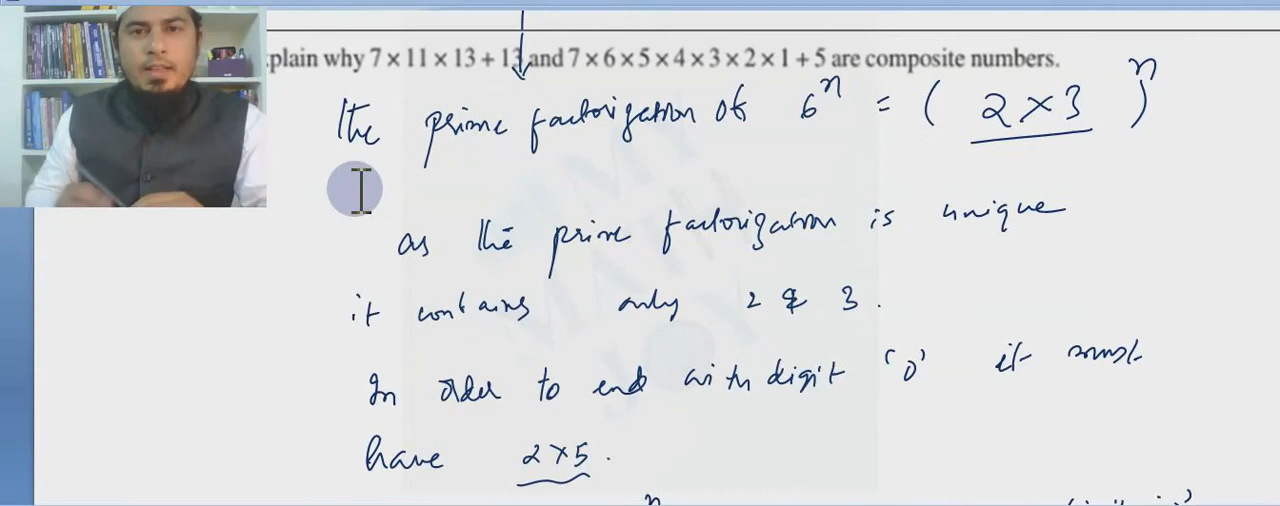 plain why 7 × 11 × 13 + 13 and 7 × 6 × 5 × 4 × 3 × 2 × 1 + 5 are composite numbers.
The prime factorization of 6ⁿ = ( 2 × 3 )ⁿ
as the prime factorization is unique
it contains only 2 & 3 .
In order to end with digit '0' it must
have 2 × 5 .